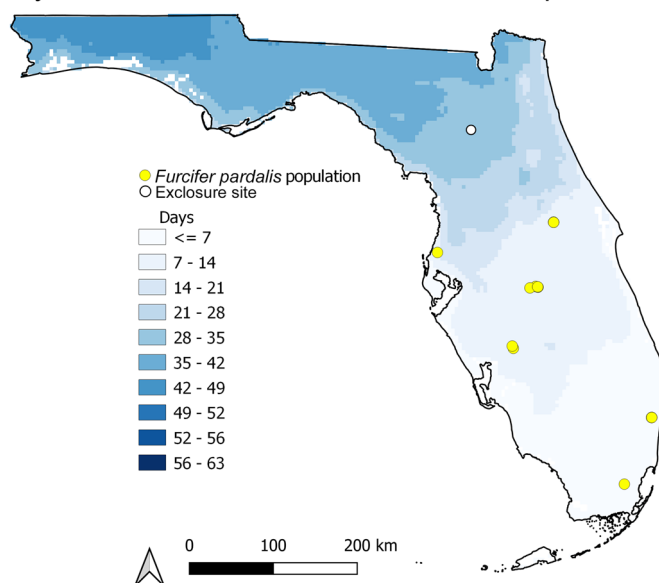 Furcifer pardalis population
Exclosure site
Days
<= 7
7 - 14
14 - 21
21 - 28
28 - 35
35 - 42
42 - 49
49 - 52
52 - 56
56 - 63
0 100 200 km